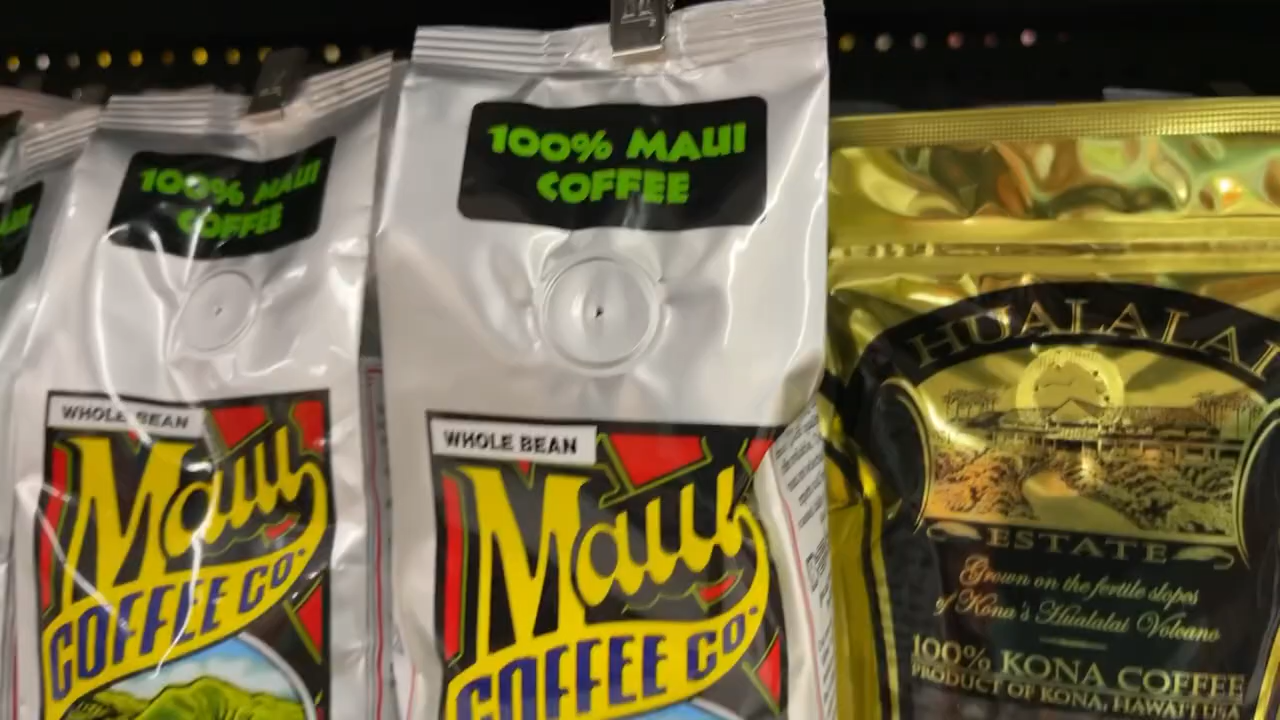 100% MAUI
COFFEE
WHOLE BEAN
Maui
COFFEE CO.
100% MAUI
COFFEE
WHOLE BEAN
Maui
COFFEE CO.
HUALALAI
ESTATE
Grown on the fertile slopes
of Kona's Hualalai Volcano
100% KONA COFFEE
PRODUCT OF KONA, HAWAII USA